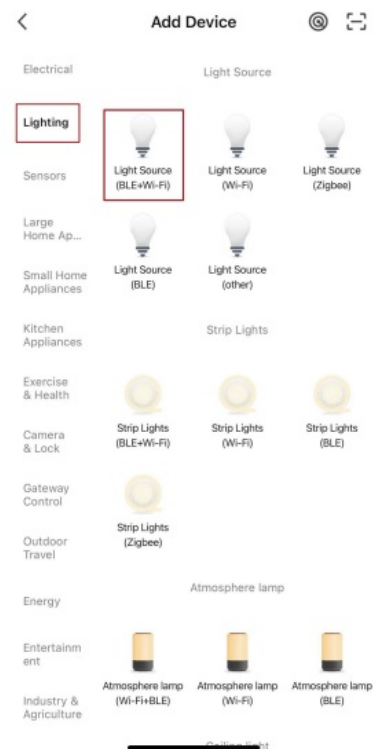 Add Device
Electrical
Lighting
Sensors
Large
Home Ap...
Small Home
Appliances
Kitchen
Appliances
Exercise
& Health
Camera
& Lock
Gateway
Control
Outdoor
Travel
Energy
Entertainm
ent
Industry &
Agriculture
Light Source
Light Source
(BLE+Wi-Fi)
Light Source
(Wi-Fi)
Light Source
(Zigbee)
Light Source
(BLE)
Light Source
(other)
Strip Lights
Strip Lights
(BLE+Wi-Fi)
Strip Lights
(Wi-Fi)
Strip Lights
(BLE)
Strip Lights
(Zigbee)
Atmosphere lamp
Atmosphere lamp
(Wi-Fi+BLE)
Atmosphere lamp
(Wi-Fi)
Atmosphere lamp
(BLE)
Ceiling light